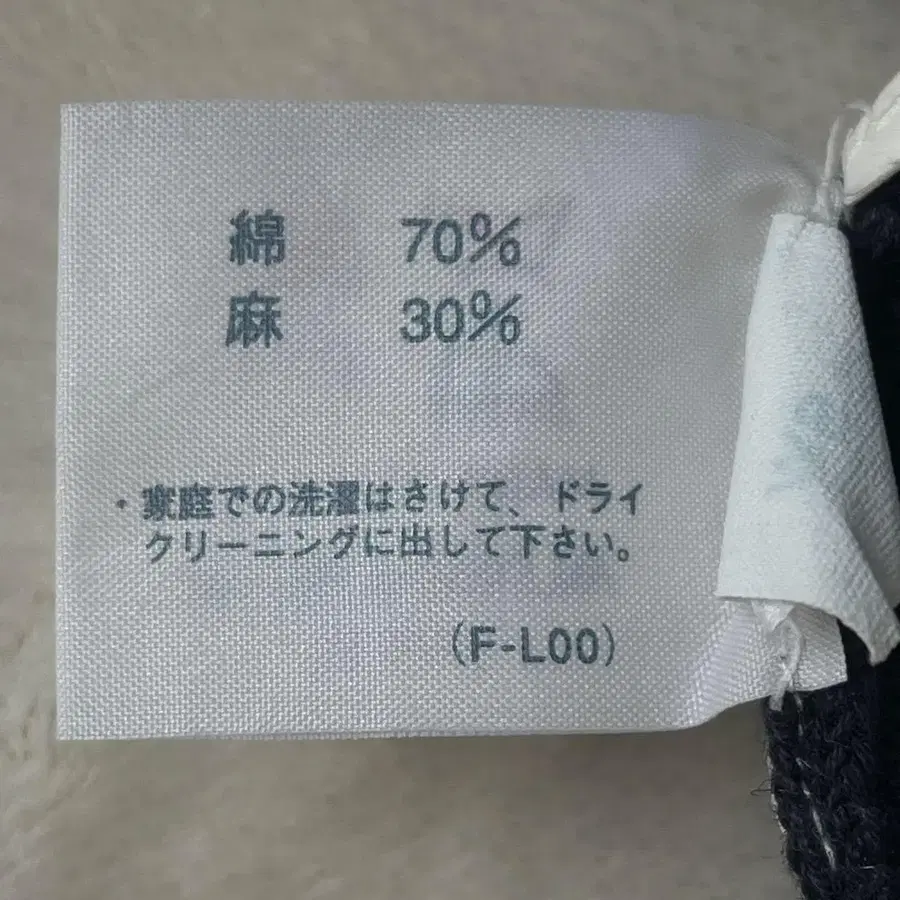 綿 70%
麻 30%
・家庭での洗濯はさけて、ドライ
クリーニングに出して下さい。
(F-L00)